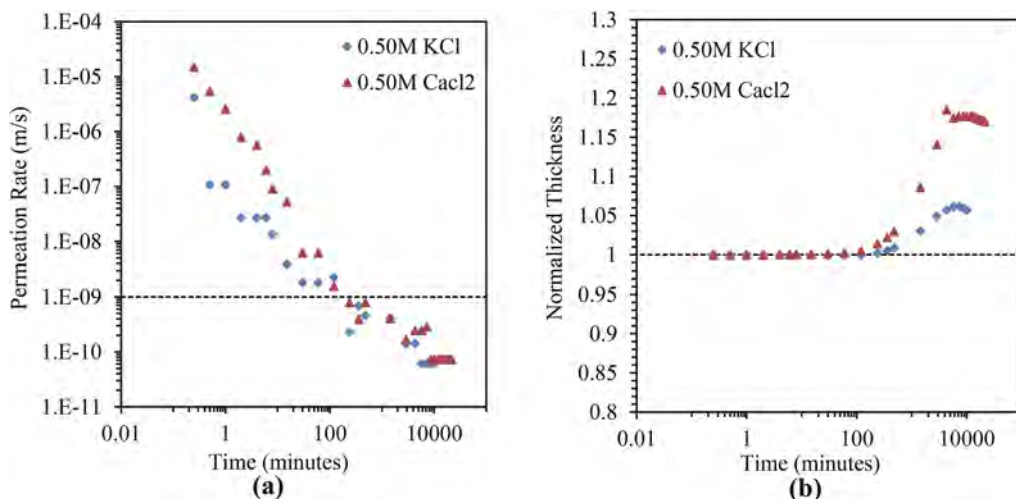 1.E-04
1.E-05
1.E-06
1.E-07
1.E-08
1.E-09
1.E-10
1.E-11
Permeation Rate (m/s)
0.50M KCl
0.50M Cacl2
0.01
1
100
10000
Time (minutes)
(a)
1.3
1.25
1.2
1.15
1.1
1.05
1
0.95
0.9
0.85
0.8
Normalized Thickness
0.50M KCl
0.50M Cacl2
0.01
1
100
10000
Time (minutes)
(b)